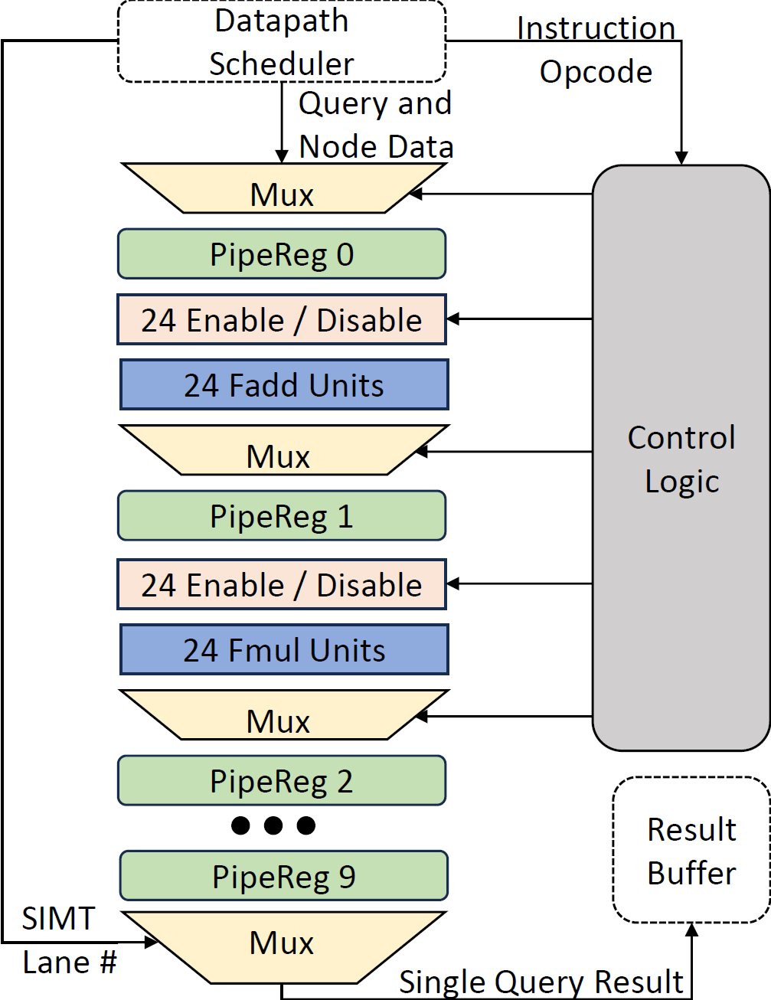 Datapath
Scheduler
Instruction
Opcode
Query and
Node Data
Mux
PipeReg 0
24 Enable / Disable
24 Fadd Units
Mux
PipeReg 1
24 Enable / Disable
24 Fmul Units
Mux
PipeReg 2
Control
Logic
Result
Buffer
PipeReg 9
SIMT
Lane #
Mux
Single Query Result